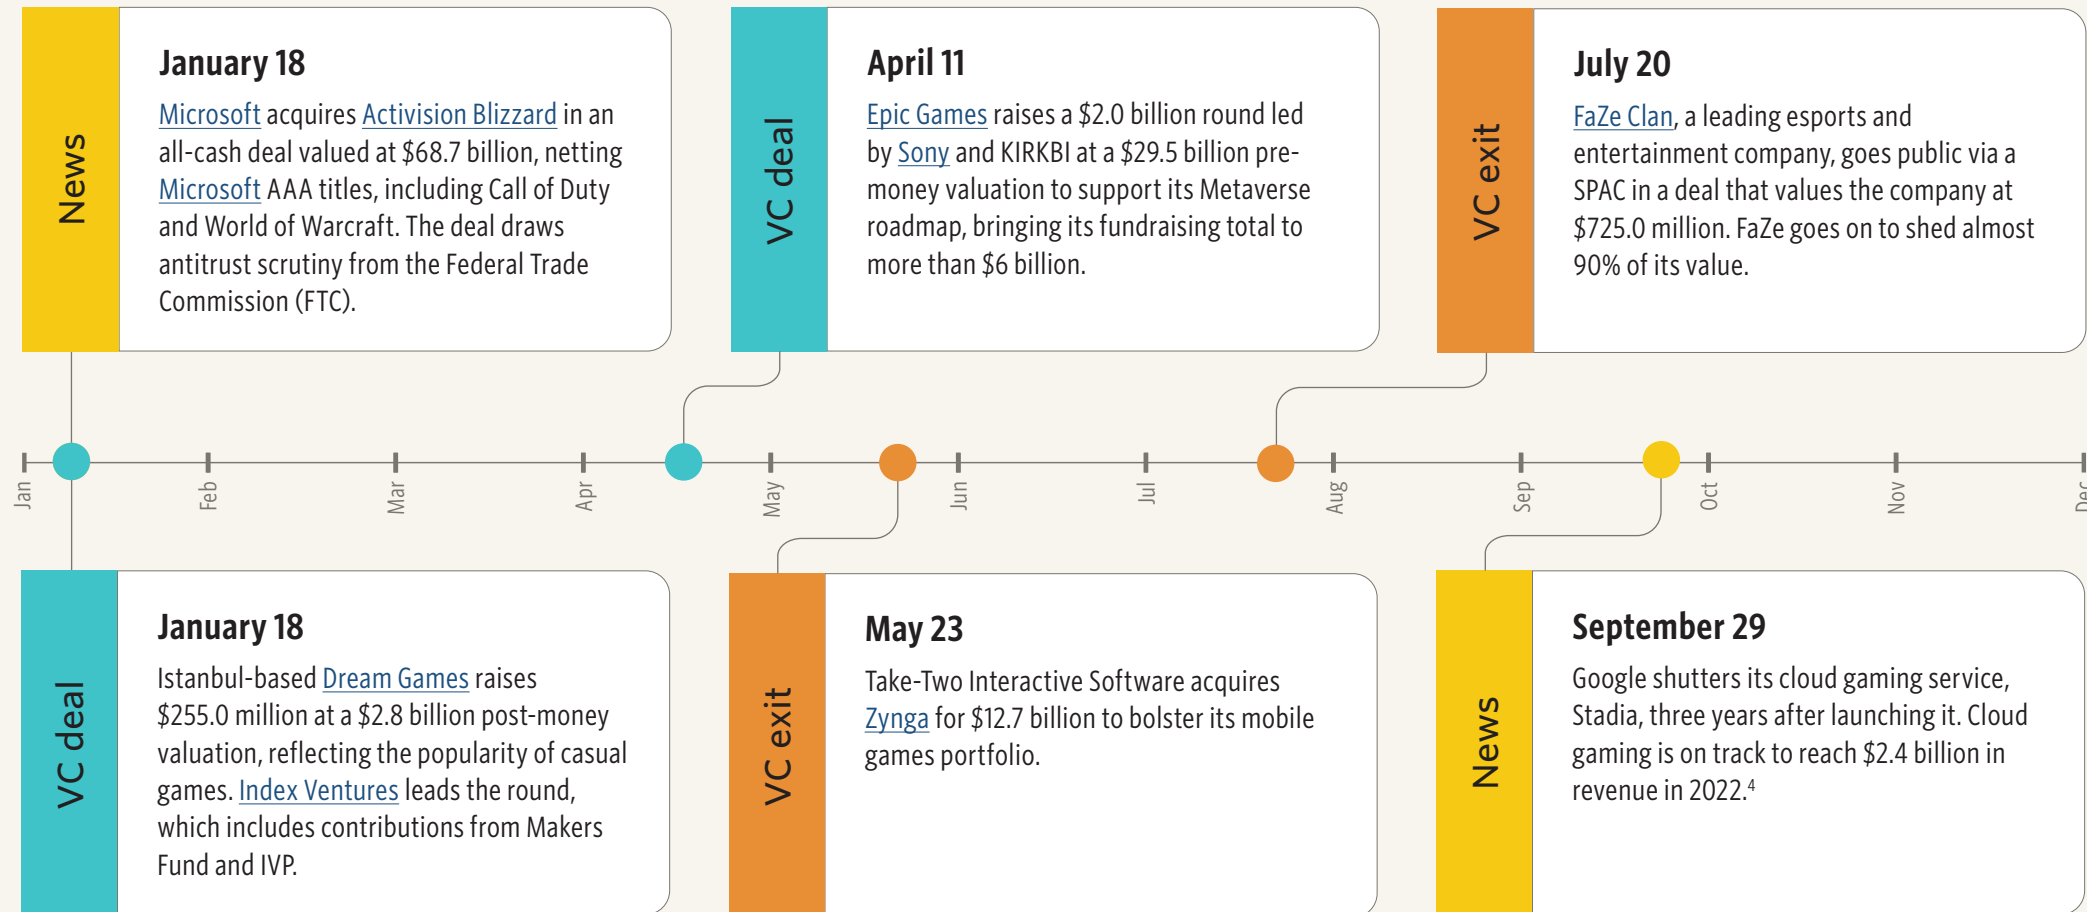 News
January 18
Microsoft acquires Activision Blizzard in an
all-cash deal valued at $68.7 billion, netting
Microsoft AAA titles, including Call of Duty
and World of Warcraft. The deal draws
antitrust scrutiny from the Federal Trade
Commission (FTC).
VC deal
April 11
Epic Games raises a $2.0 billion round led
by Sony and KIRKBI at a $29.5 billion pre-
money valuation to support its Metaverse
roadmap, bringing its fundraising total to
more than $6 billion.
VC exit
July 20
FaZe Clan, a leading esports and
entertainment company, goes public via a
SPAC in a deal that values the company at
$725.0 million. FaZe goes on to shed almost
90% of its value.
Jan
Feb
Mar
Apr
May
Jun
Jul
Aug
Sep
Oct
Nov
Dec
VC deal
January 18
Istanbul-based Dream Games raises
$255.0 million at a $2.8 billion post-money
valuation, reflecting the popularity of casual
games. Index Ventures leads the round,
which includes contributions from Makers
Fund and IVP.
VC exit
May 23
Take-Two Interactive Software acquires
Zynga for $12.7 billion to bolster its mobile
games portfolio.
News
September 29
Google shutters its cloud gaming service,
Stadia, three years after launching it. Cloud
gaming is on track to reach $2.4 billion in
revenue in 2022.⁴